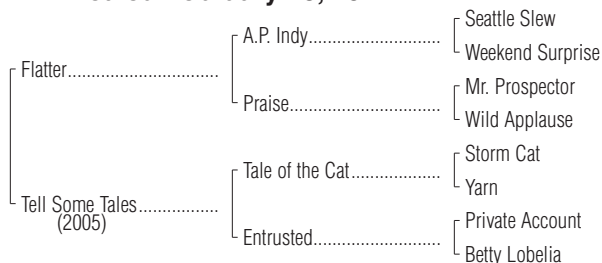 Seattle Slew
A.P. Indy
Weekend Surprise
Flatter
Mr. Prospector
Praise
Wild Applause
Storm Cat
Tale of the Cat
Yarn
Tell Some Tales
(2005)
Private Account
Entrusted
Betty Lobelia